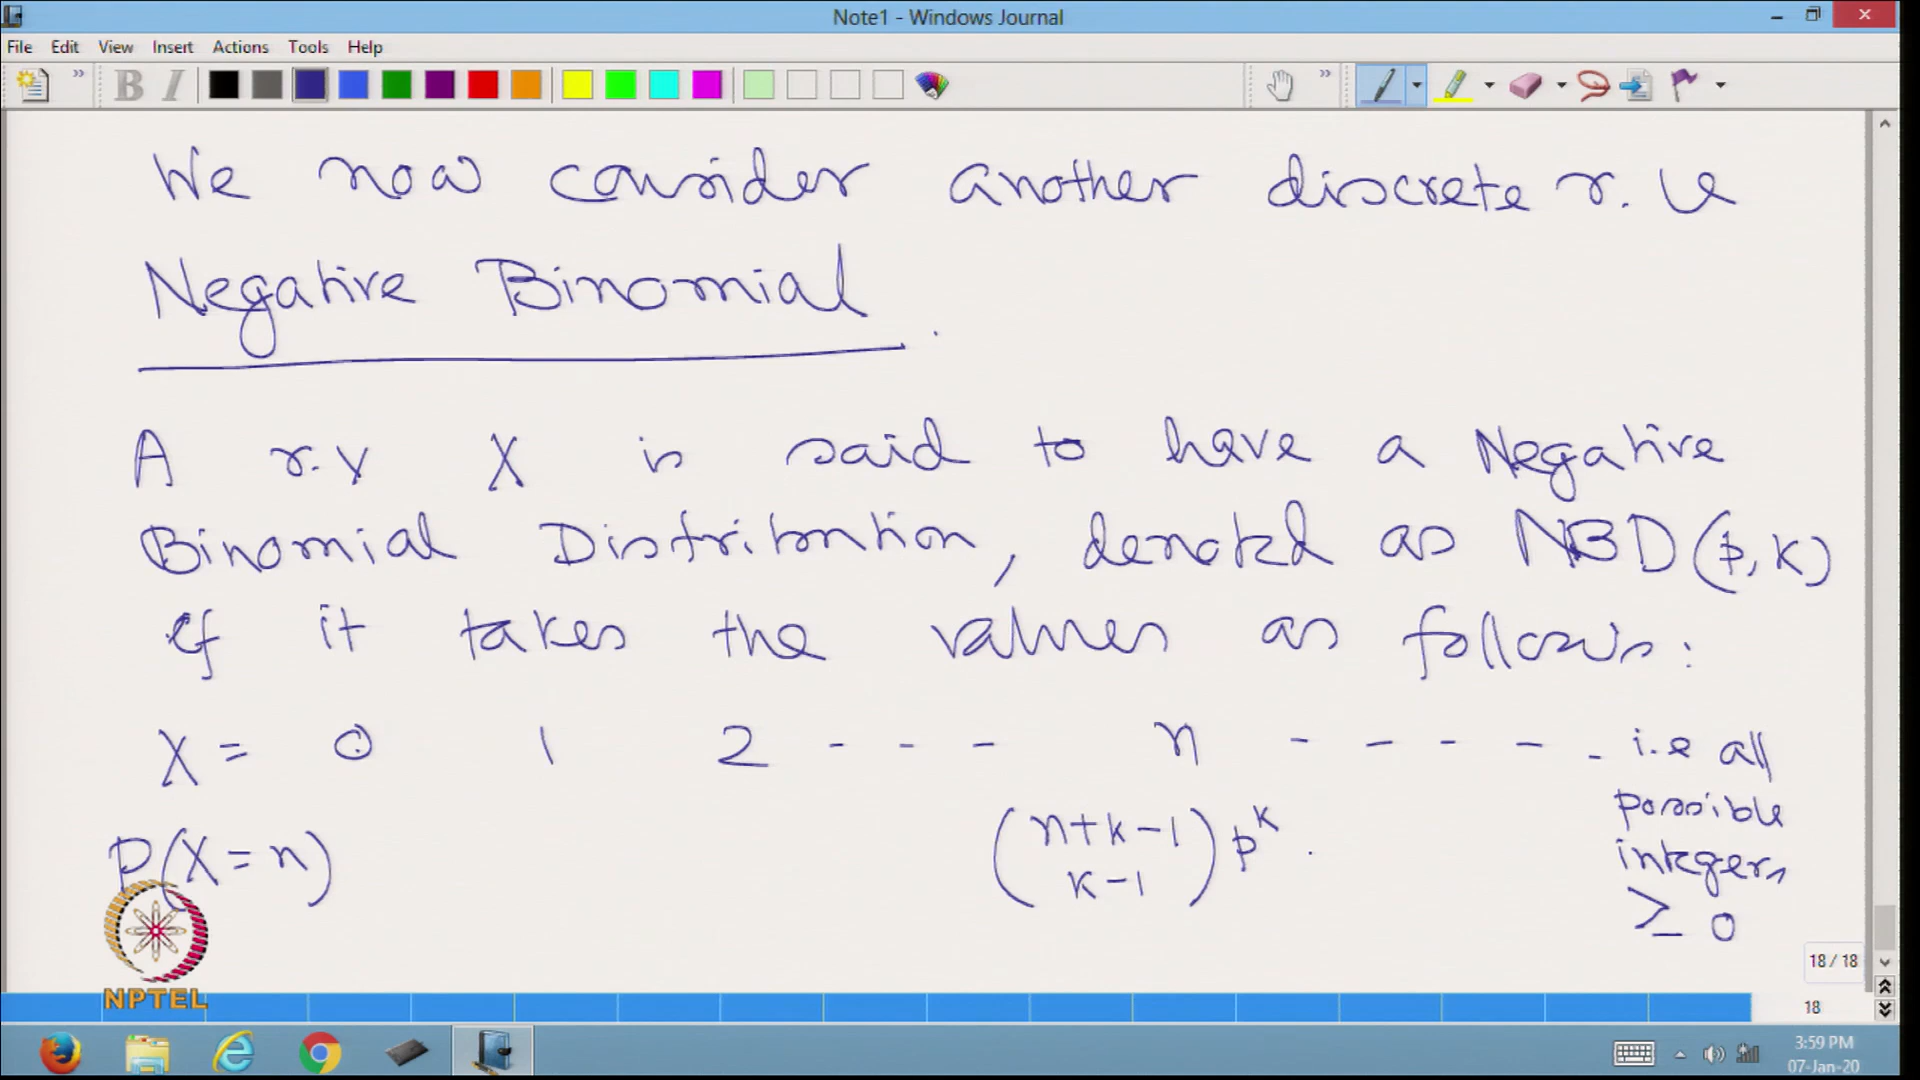 Note1 - Windows Journal
File Edit View Insert Actions Tools Help
We now consider another discrete r.v
Negative Binomial.
A r.v X is said to have a Negative
Binomial Distribution, denoted as NBD(p,k)
if it takes the values as follows:
X = 0 1 2 - - - n - - - - - i.e all
possible
integers
≥ 0
P(X=n) (n+k-1
k-1) p^k .
NPTEL
18 / 18
18
3:59 PM
07-Jan-20